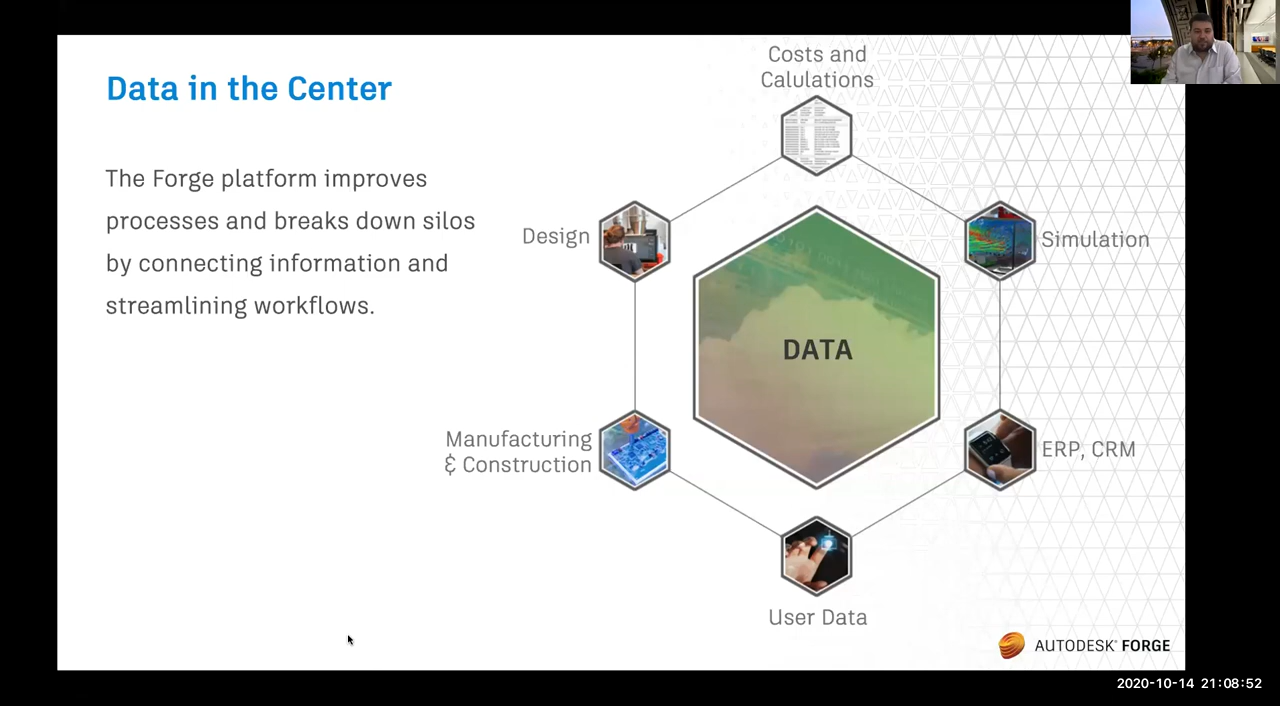 Data in the Center
The Forge platform improves
processes and breaks down silos
by connecting information and
streamlining workflows.
Costs and
Calulations
Design
Simulation
DATA
Manufacturing
& Construction
ERP, CRM
User Data
AUTODESK® FORGE
2020-10-14 21:08:52